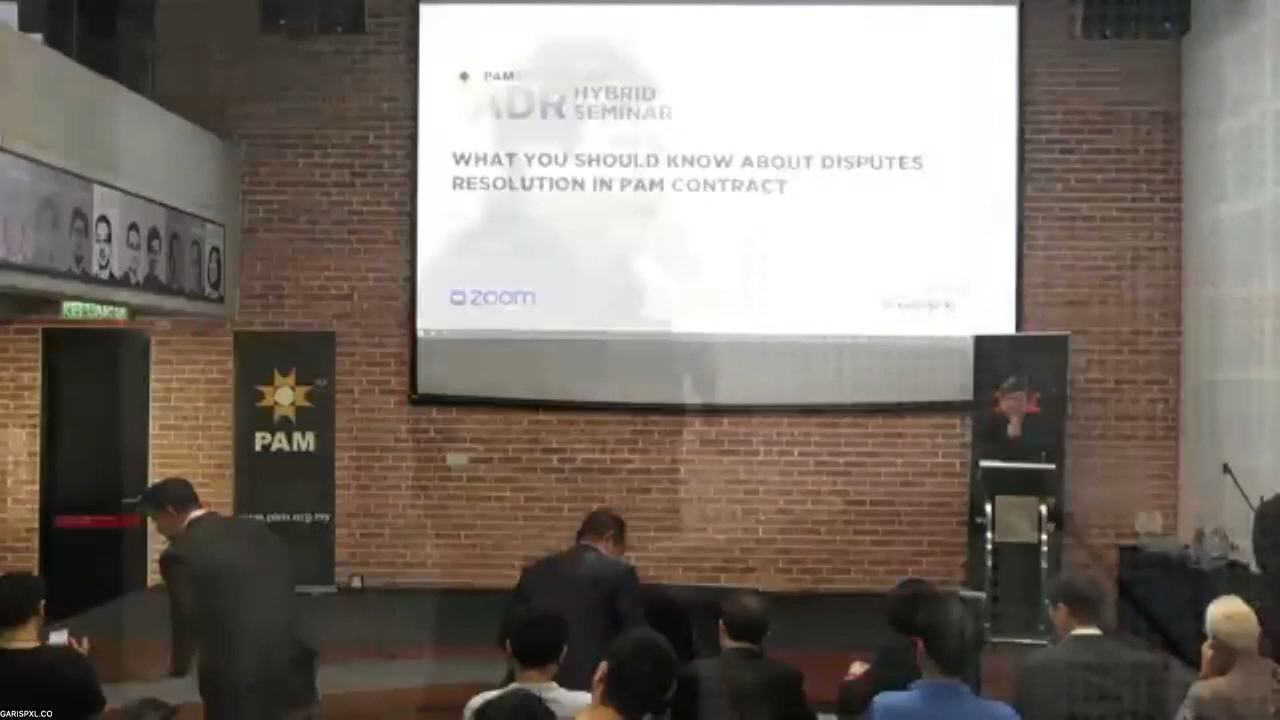 PAM
ADR HYBRID
SEMINAR
WHAT YOU SHOULD KNOW ABOUT DISPUTES
RESOLUTION IN PAM CONTRACT
zoom
KELUAR
PAM
www.pam.org.my
GARISPXL.CO